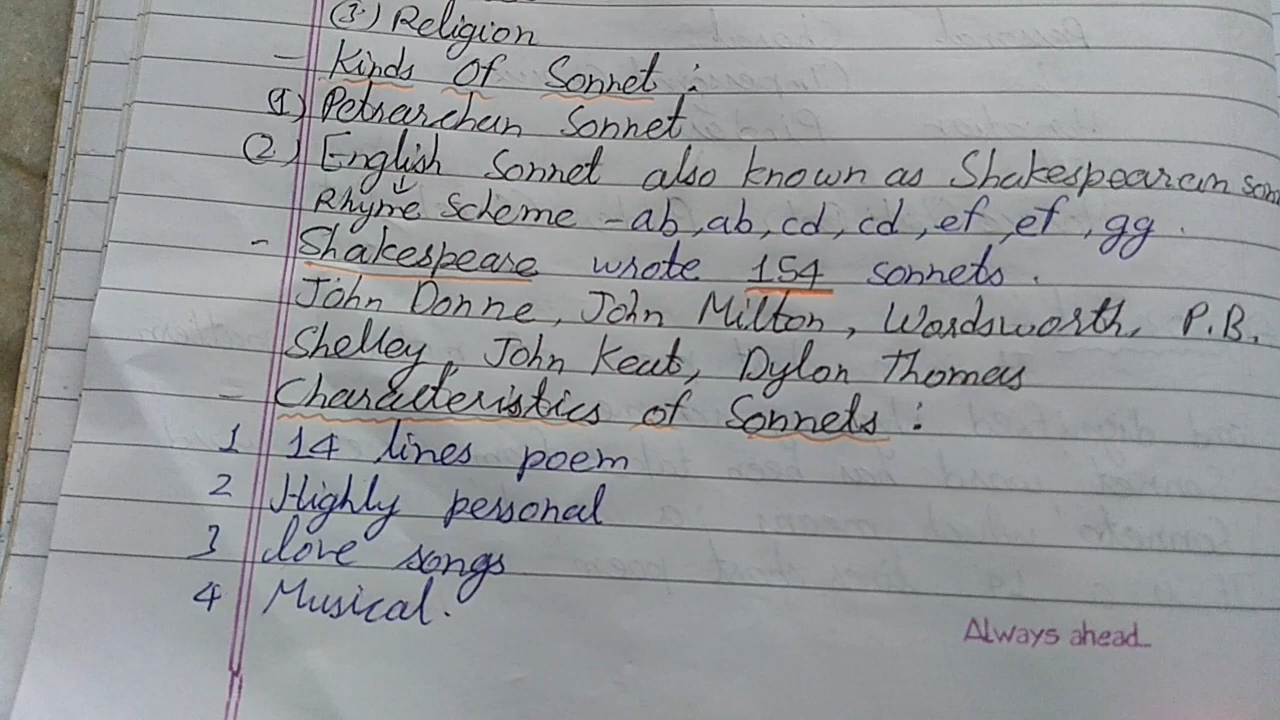 (3) Religion
- Kinds Of Sonnet :
(1) Petrarchan Sonnet
(2) English Sonnet also known as Shakespearean son
Rhyme Scheme - ab, ab, cd, cd, ef, ef, gg.
- Shakespeare wrote 154 sonnets.
John Donne, John Milton, Wordsworth, P.B.
Shelley, John Keat, Dylon Thomas
- Characteristics of Sonnets :
1 14 lines poem
2 Highly personal
3 love songs
4 Musical.
Always ahead